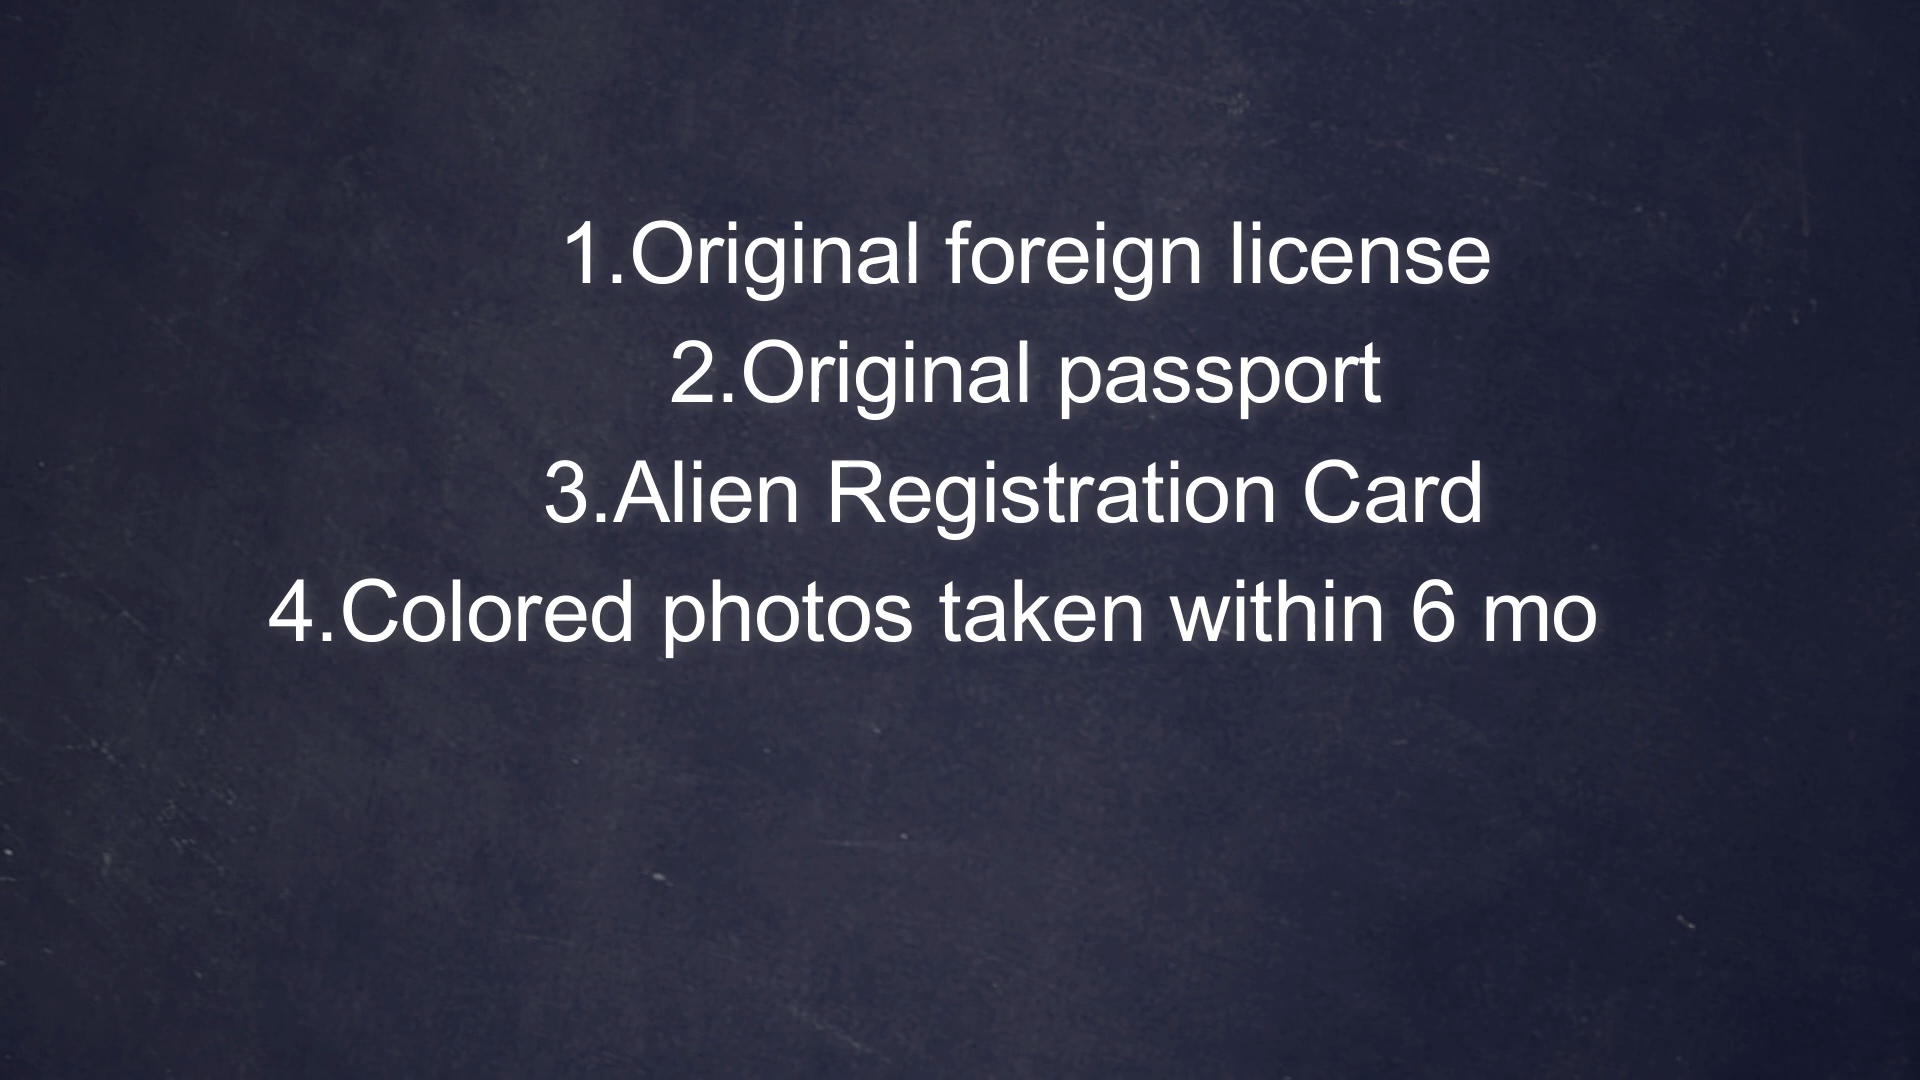 1.Original foreign license
2.Original passport
3.Alien Registration Card
4.Colored photos taken within 6 mo